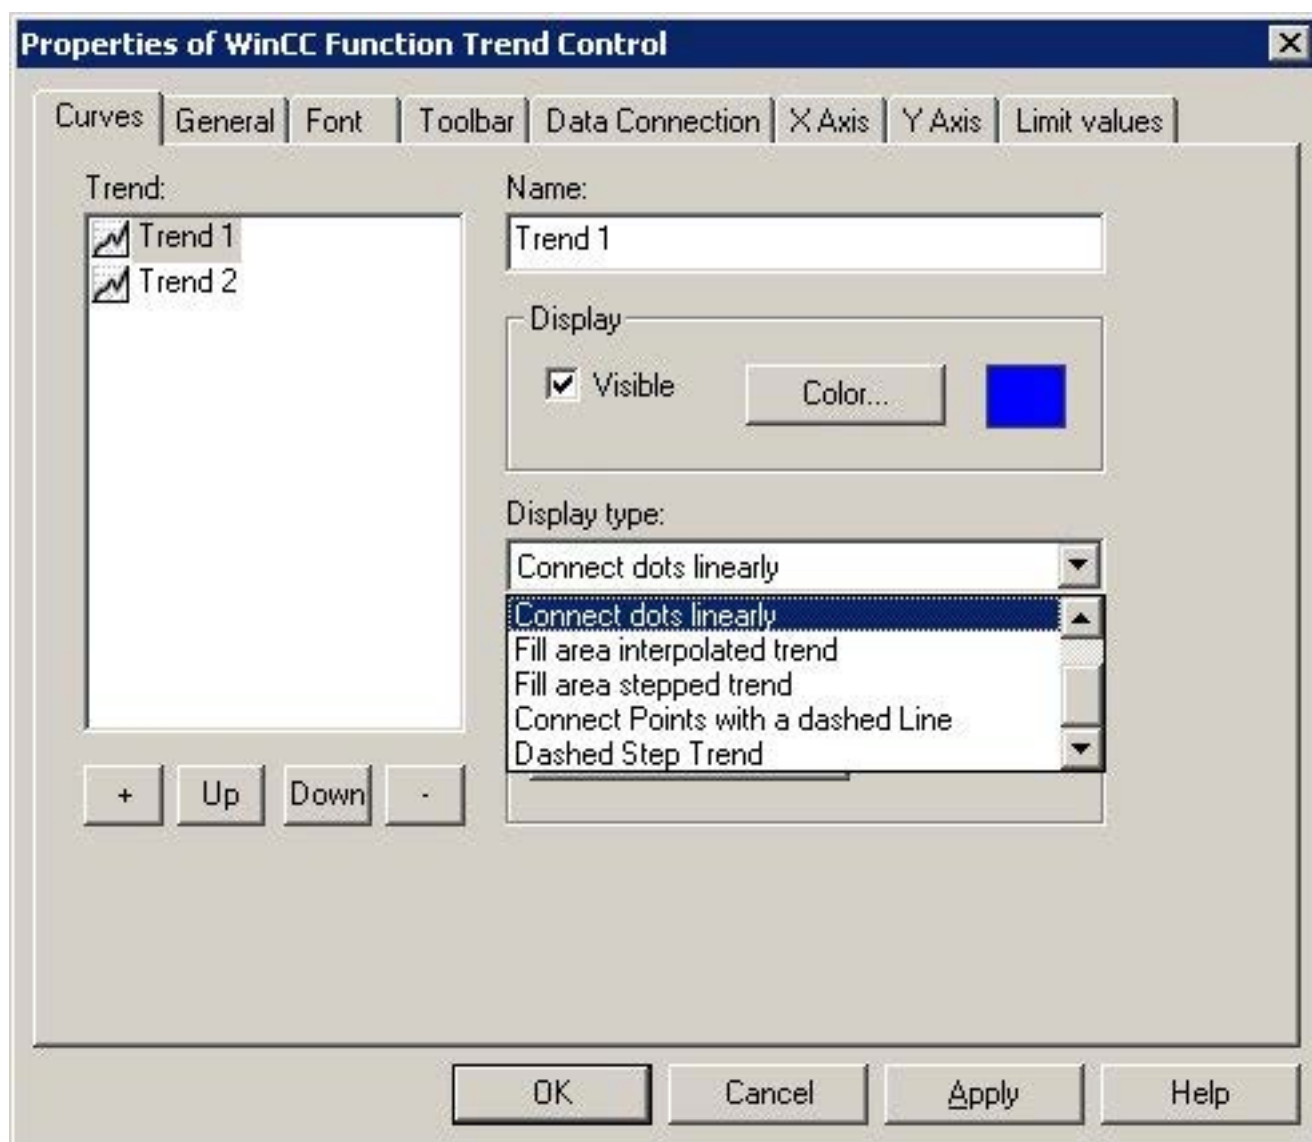 Properties of WinCC Function Trend Control
Curves General Font Toolbar Data Connection X Axis Y Axis Limit values
Trend:
Trend 1
Trend 2
+ Up Down -
Name:
Trend 1
Display
Visible Color...
Display type:
Connect dots linearly
Connect dots linearly
Fill area interpolated trend
Fill area stepped trend
Connect Points with a dashed Line
Dashed Step Trend
OK Cancel Apply Help